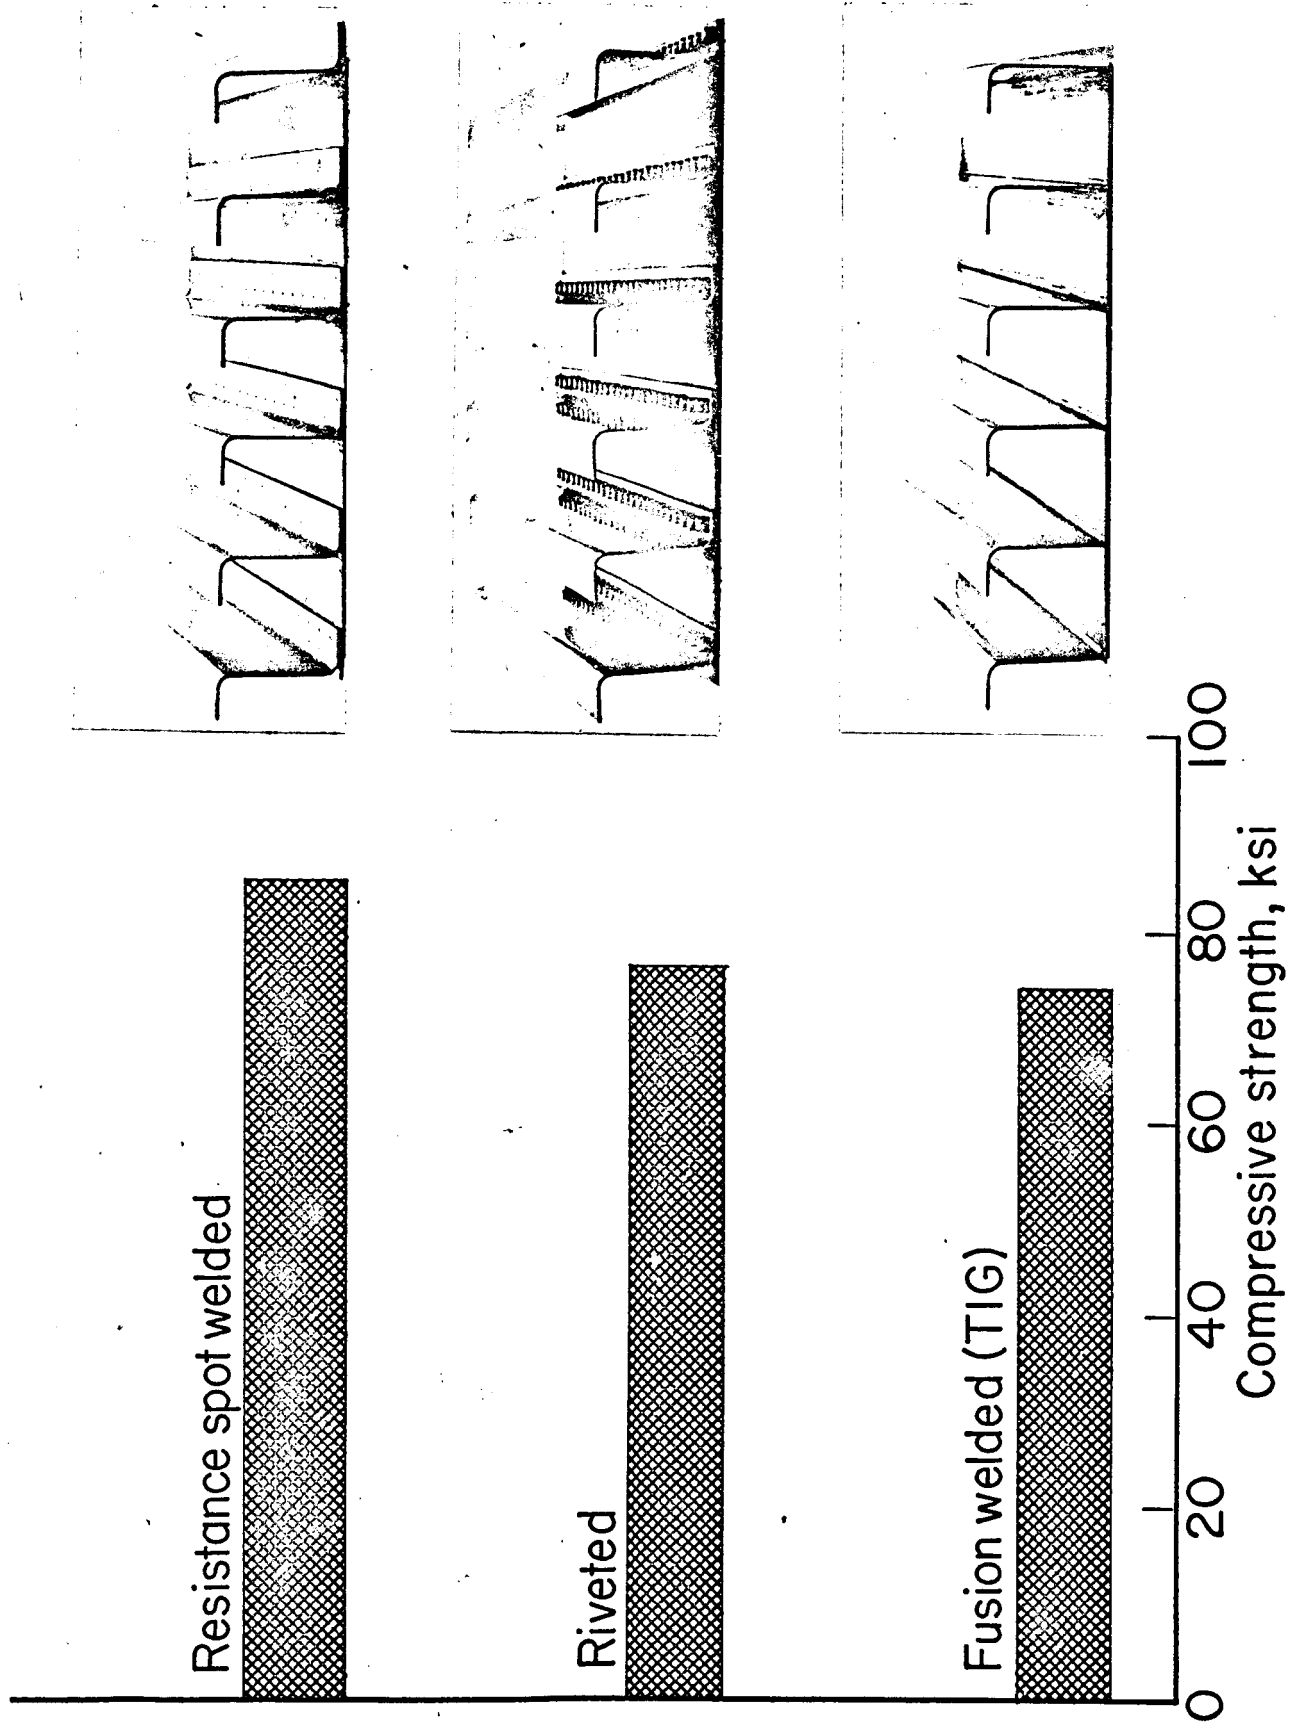 Resistance spot welded
Riveted
Fusion welded (TIG)
0 20 40 60 80 100
Compressive strength, ksi